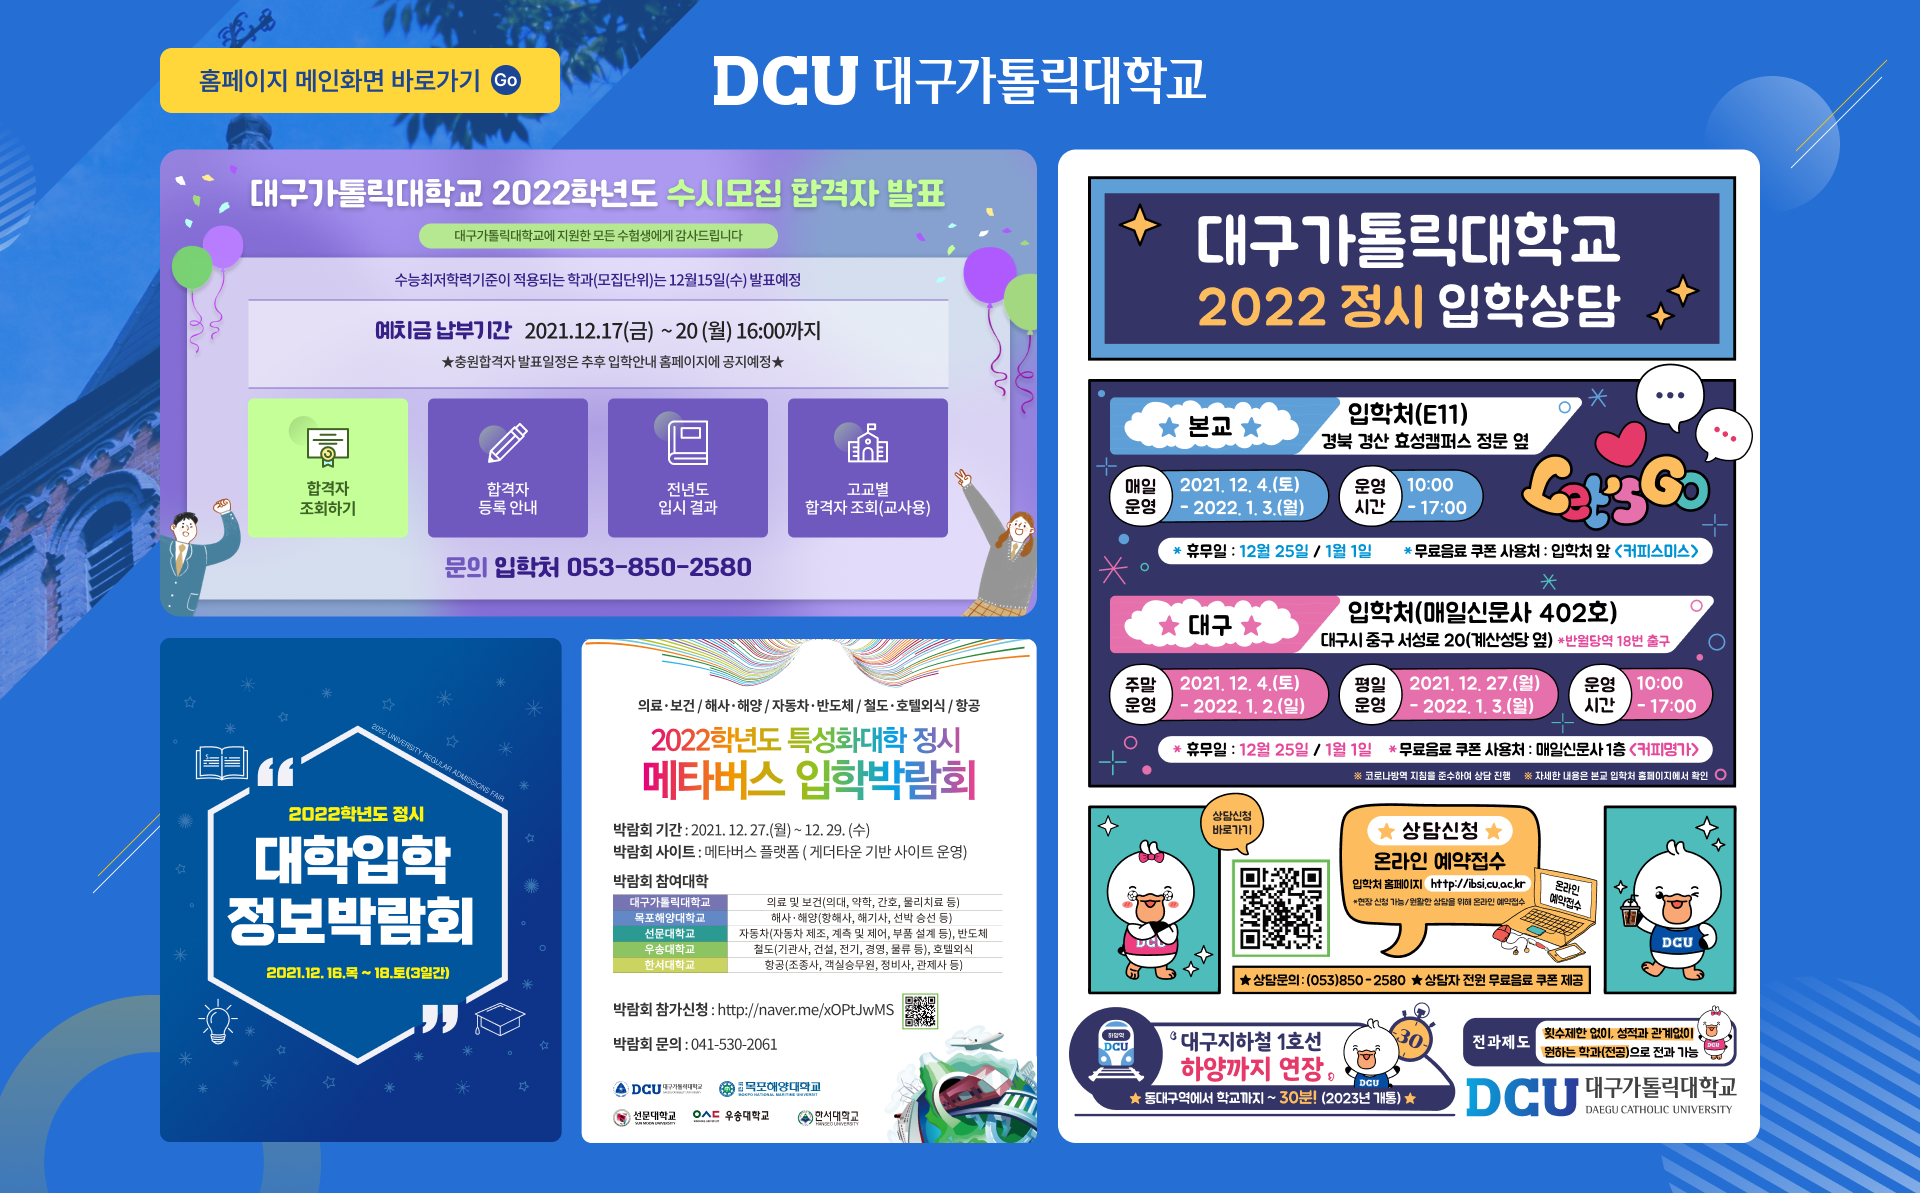 홈페이지 메인화면 바로가기 Go
DCU 대구가톨릭대학교
대구가톨릭대학교 2022학년도 수시모집 합격자 발표
대구가톨릭대학교에 지원한 모든 수험생에게 감사드립니다
수능최저학력기준이 적용되는 학과(모집단위)는 12월15일(수) 발표예정
예치금 납부기간 2021.12.17(금) ~ 20 (월) 16:00까지
★충원합격자 발표일정은 추후 입학안내 홈페이지에 공지예정★
합격자
조회하기
합격자
등록 안내
전년도
입시 결과
고교별
합격자 조회(교사용)
문의 입학처 053-850-2580
2022 UNIVERSITY REGULAR ADMISSIONS FAIR
“
2022학년도 정시
대학입학
정보박람회
2021.12. 16.목 ~ 18.토(3일간)
”
의료·보건 / 해사·해양 / 자동차·반도체 / 철도·호텔외식 / 항공
2022학년도 특성화대학 정시
메타버스 입학박람회
박람회 기간 : 2021. 12. 27.(월) ~ 12. 29. (수)
박람회 사이트 : 메타버스 플랫폼 ( 게더타운 기반 사이트 운영)
박람회 참여대학
대구가톨릭대학교 의료 및 보건(의대, 약학, 간호, 물리치료 등)
목포해양대학교 해사·해양(항해사, 해기사, 선박 승선 등)
선문대학교 자동차(자동차 제조, 계측 및 제어, 부품 설계 등), 반도체
우송대학교 철도(기관사, 건설, 전기, 경영, 물류 등), 호텔외식
한서대학교 항공(조종사, 객실승무원, 정비사, 관제사 등)
박람회 참가신청 : http://naver.me/xOPtJwMS
박람회 문의 : 041-530-2061
DCU 대구가톨릭대학교
목포해양대학교
MOKPO NATIONAL MARITIME UNIVERSITY
선문대학교
SUN MOON UNIVERSITY
우송대학교
한서대학교
HANSEO UNIVERSITY
대구가톨릭대학교
2022 정시 입학상담
본교
입학처(E11)
경북 경산 효성캠퍼스 정문 옆
매일
운영
2021. 12. 4.(토)
- 2022. 1. 3.(월)
운영
시간
10:00
- 17:00
Let's Go
* 휴무일 : 12월 25일 / 1월 1일 * 무료음료 쿠폰 사용처 : 입학처 앞 <커피스미스>
대구
입학처(매일신문사 402호)
대구시 중구 서성로 20(계산성당 옆) *반월당역 18번 출구
주말
운영
2021. 12. 4.(토)
- 2022. 1. 2.(일)
평일
운영
2021. 12. 27.(월)
- 2022. 1. 3.(월)
운영
시간
10:00
- 17:00
* 휴무일 : 12월 25일 / 1월 1일 * 무료음료 쿠폰 사용처 : 매일신문사 1층 <커피명가>
※ 코로나방역 지침을 준수하여 상담 진행 ※ 자세한 내용은 본교 입학처 홈페이지에서 확인
상담신청
바로가기
DCU
★ 상담신청 ★
온라인 예약접수
입학처 홈페이지 http://ibsi.cu.ac.kr
*현장 신청 가능 / 원활한 상담을 위해 온라인 예약접수
온라인
예약접수
DCU
★ 상담문의 : (053)850 - 2580 ★ 상담자 전원 무료음료 쿠폰 제공
하양역
DCU
대구지하철 1호선
하양까지 연장
30
DCU
★ 동대구역에서 학교까지 ~ 30분! (2023년 개통) ★
전과제도
횟수제한 없이, 성적과 관계없이
원하는 학과(전공)으로 전과 가능
DCU
DCU 대구가톨릭대학교
DAEGU CATHOLIC UNIVERSITY